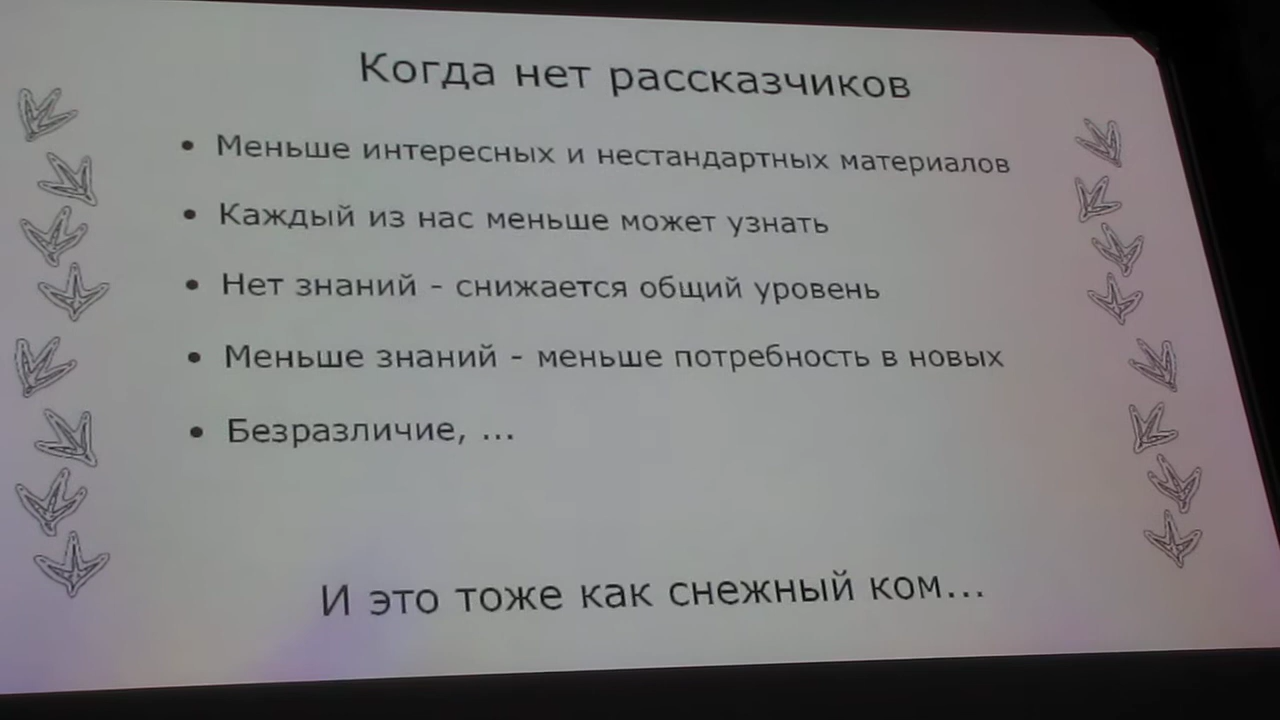 Когда нет рассказчиков
• Меньше интересных и нестандартных материалов
• Каждый из нас меньше может узнать
• Нет знаний - снижается общий уровень
• Меньше знаний - меньше потребность в новых
• Безразличие, ...
И это тоже как снежный ком...